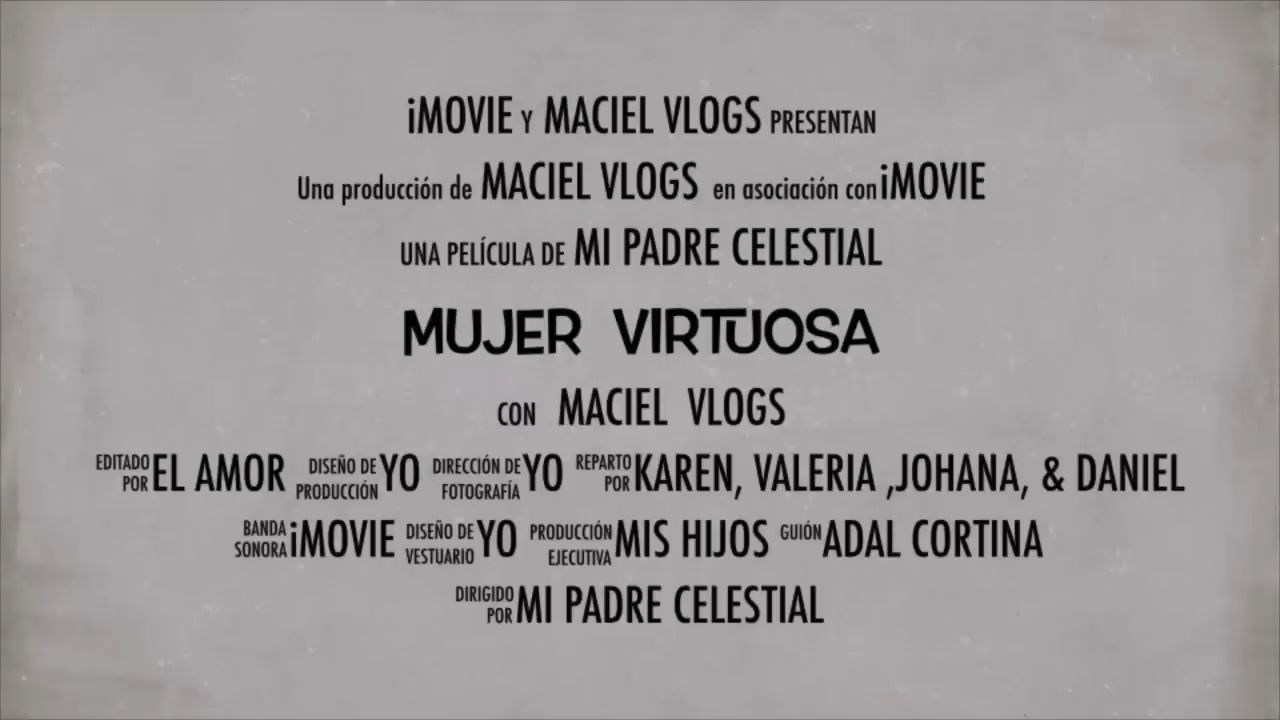 iMOVIE Y MACIEL VLOGS PRESENTAN
Una producción de MACIEL VLOGS en asociación con iMOVIE
UNA PELÍCULA DE MI PADRE CELESTIAL
MUJER VIRTUOSA
CON MACIEL VLOGS
EDITADO POR EL AMOR DISEÑO DE PRODUCCIÓN YO DIRECCIÓN DE FOTOGRAFÍA YO REPARTO POR KAREN, VALERIA ,JOHANA, & DANIEL
BANDA SONORA iMOVIE DISEÑO DE VESTUARIO YO PRODUCCIÓN EJECUTIVA MIS HIJOS GUIÓN ADAL CORTINA
DIRIGIDO POR MI PADRE CELESTIAL